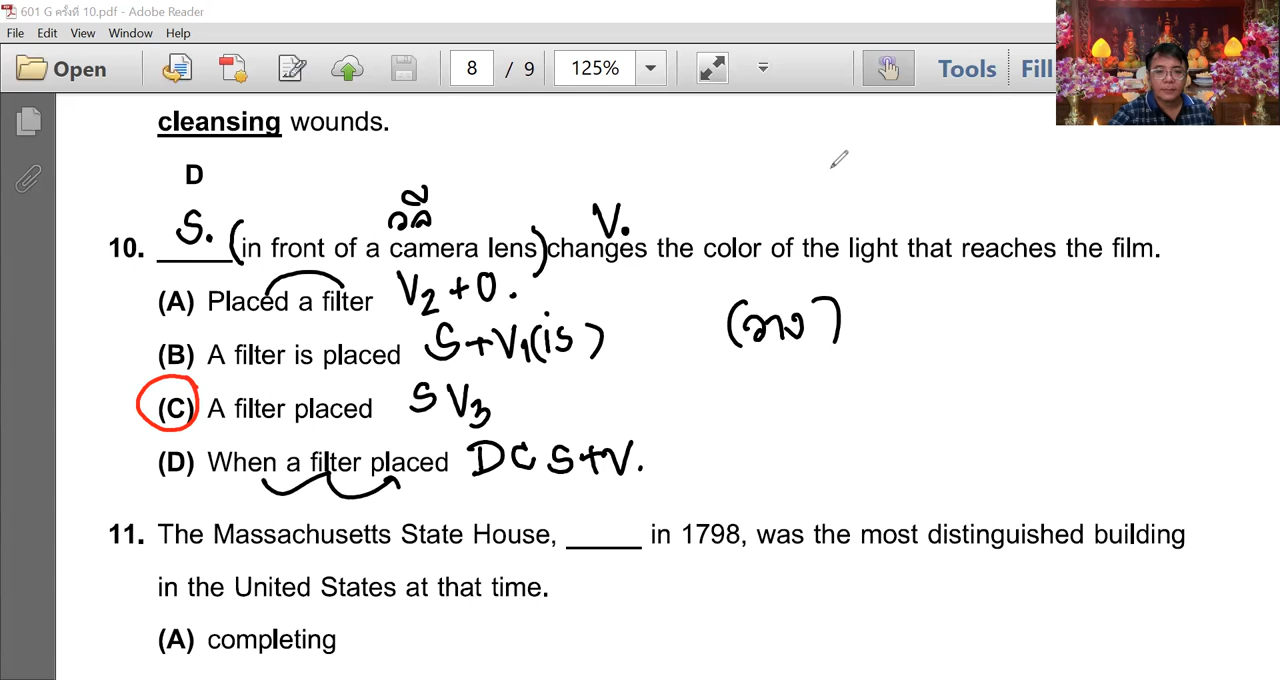 601 G ครั้งที่ 10.pdf - Adobe Reader
File Edit View Window Help
Open 8 / 9 125% Tools Fill
cleansing wounds.
D
S. วลี V.
10. _____ (in front of a camera lens) changes the color of the light that reaches the film.
(A) Placed a filter V2 + O.
(B) A filter is placed S+V1(is) (วาง)
(C) A filter placed S V3
(D) When a filter placed DC S+V.
11. The Massachusetts State House, _____ in 1798, was the most distinguished building
in the United States at that time.
(A) completing